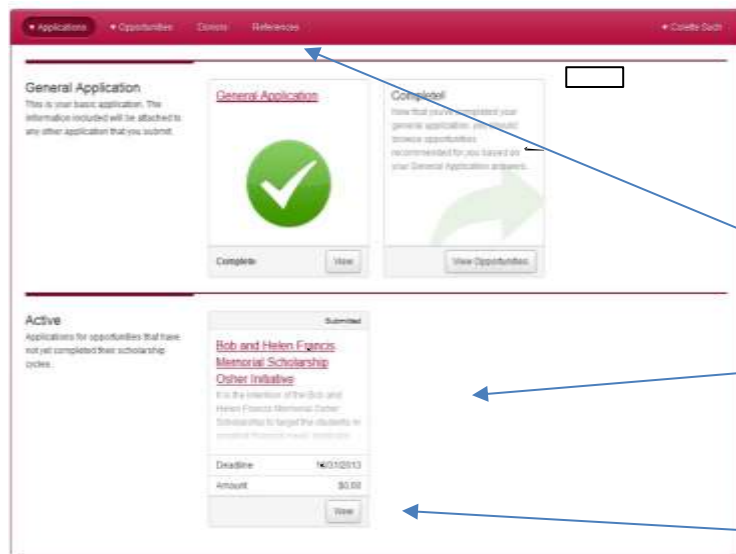 Applications Opportunities Donors References Colette Sich
General Application
This is your basic application. The
information included will be attached to
any other application that you submit.
General Application
Complete
View
Complete!
Now that you've completed your
general application, you should
browse opportunities
recommended for you based on
your General Application answers.
View Opportunities
Active
Applications for opportunities that have
not yet completed their scholarship
cycles.
Submitted
Bob and Helen Francis
Memorial Scholarship
Osher Initiative
It is the intention of the Bob and
Helen Francis Memorial Osher
Scholarship to target the students in
Deadline
Amount $0.00
View